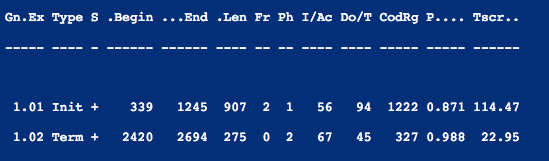 Gn.Ex Type S .Begin ...End .Len Fr Ph I/Ac Do/T CodRg P.... Tscr..
----- ---- - ------ ------ ---- -- -- ---- ---- ----- ----- ------
1.01 Init + 339 1245 907 2 1 56 94 1222 0.871 114.47
1.02 Term + 2420 2694 275 0 2 67 45 327 0.988 22.95